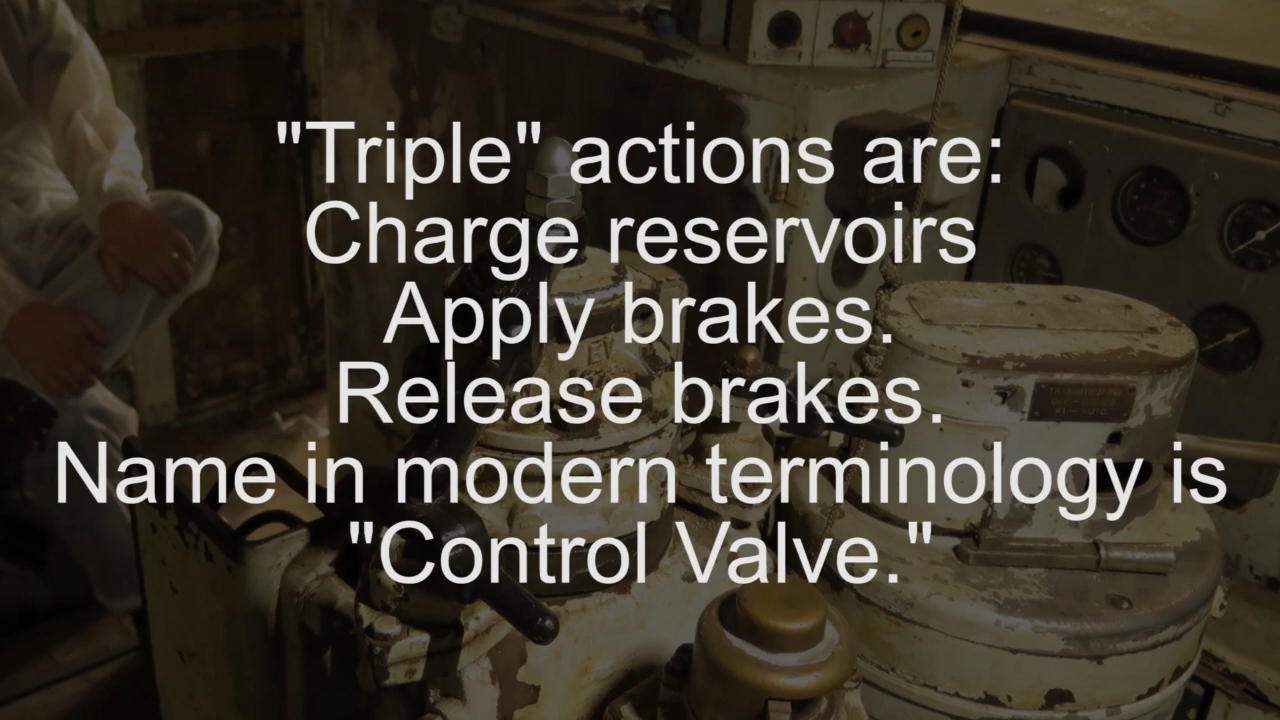 "Triple" actions are:
Charge reservoirs
Apply brakes.
Release brakes.
Name in modern terminology is
"Control Valve."